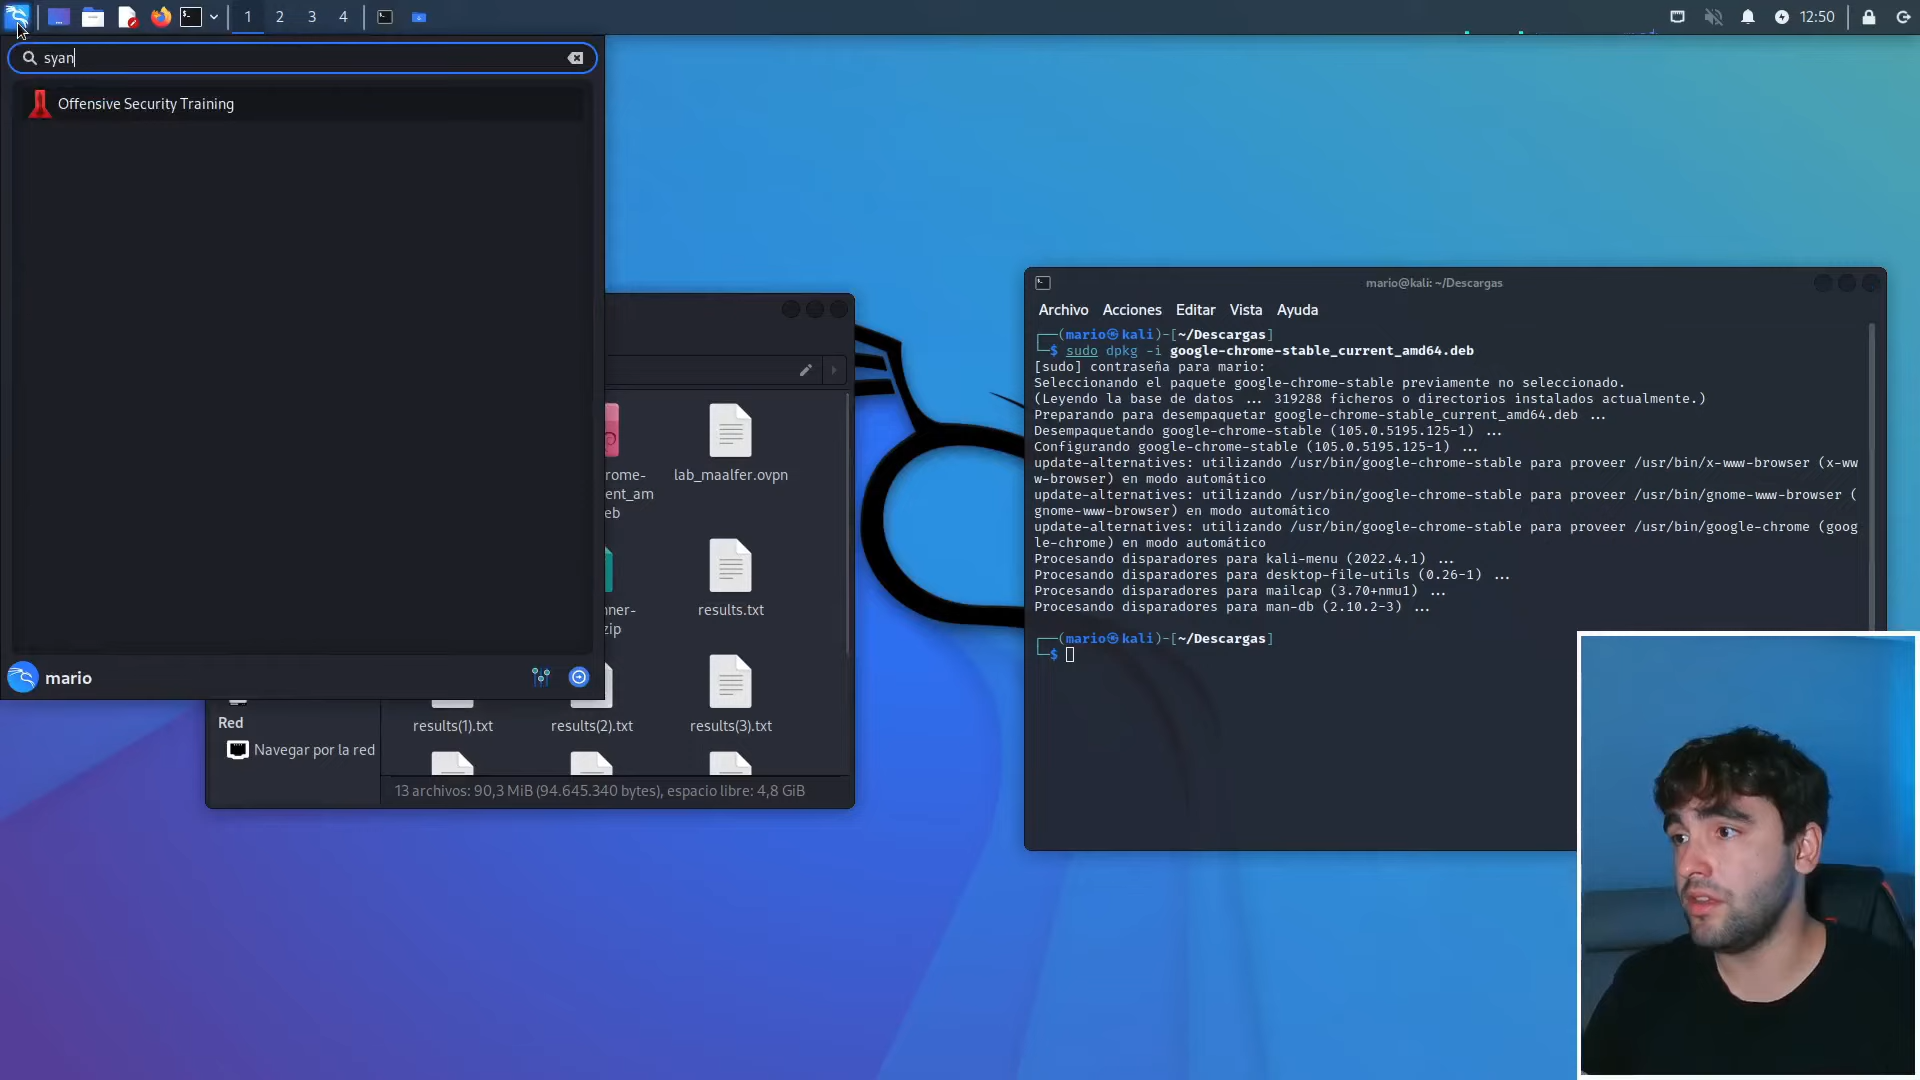 1
2
3
4
12:50
syan
Offensive Security Training
mario
mario@kali: ~/Descargas
Archivo Acciones Editar Vista Ayuda
┌──(mario㉿kali)-[~/Descargas]
└─$ sudo dpkg -i google-chrome-stable_current_amd64.deb
[sudo] contraseña para mario:
Seleccionando el paquete google-chrome-stable previamente no seleccionado.
(Leyendo la base de datos ... 319288 ficheros o directorios instalados actualmente.)
Preparando para desempaquetar google-chrome-stable_current_amd64.deb ...
Desempaquetando google-chrome-stable (105.0.5195.125-1) ...
Configurando google-chrome-stable (105.0.5195.125-1) ...
update-alternatives: utilizando /usr/bin/google-chrome-stable para proveer /usr/bin/x-www-browser (x-ww
w-browser) en modo automático
update-alternatives: utilizando /usr/bin/google-chrome-stable para proveer /usr/bin/gnome-www-browser (
gnome-www-browser) en modo automático
update-alternatives: utilizando /usr/bin/google-chrome-stable para proveer /usr/bin/google-chrome (goog
le-chrome) en modo automático
Procesando disparadores para kali-menu (2022.4.1) ...
Procesando disparadores para desktop-file-utils (0.26-1) ...
Procesando disparadores para mailcap (3.70+nmu1) ...
Procesando disparadores para man-db (2.10.2-3) ...
┌──(mario㉿kali)-[~/Descargas]
└─$
rome-
ent_am
eb
lab_maalfer.ovpn
nner-
zip
results.txt
results(1).txt
results(2).txt
results(3).txt
Red
Navegar por la red
13 archivos: 90,3 MiB (94.645.340 bytes), espacio libre: 4,8 GiB